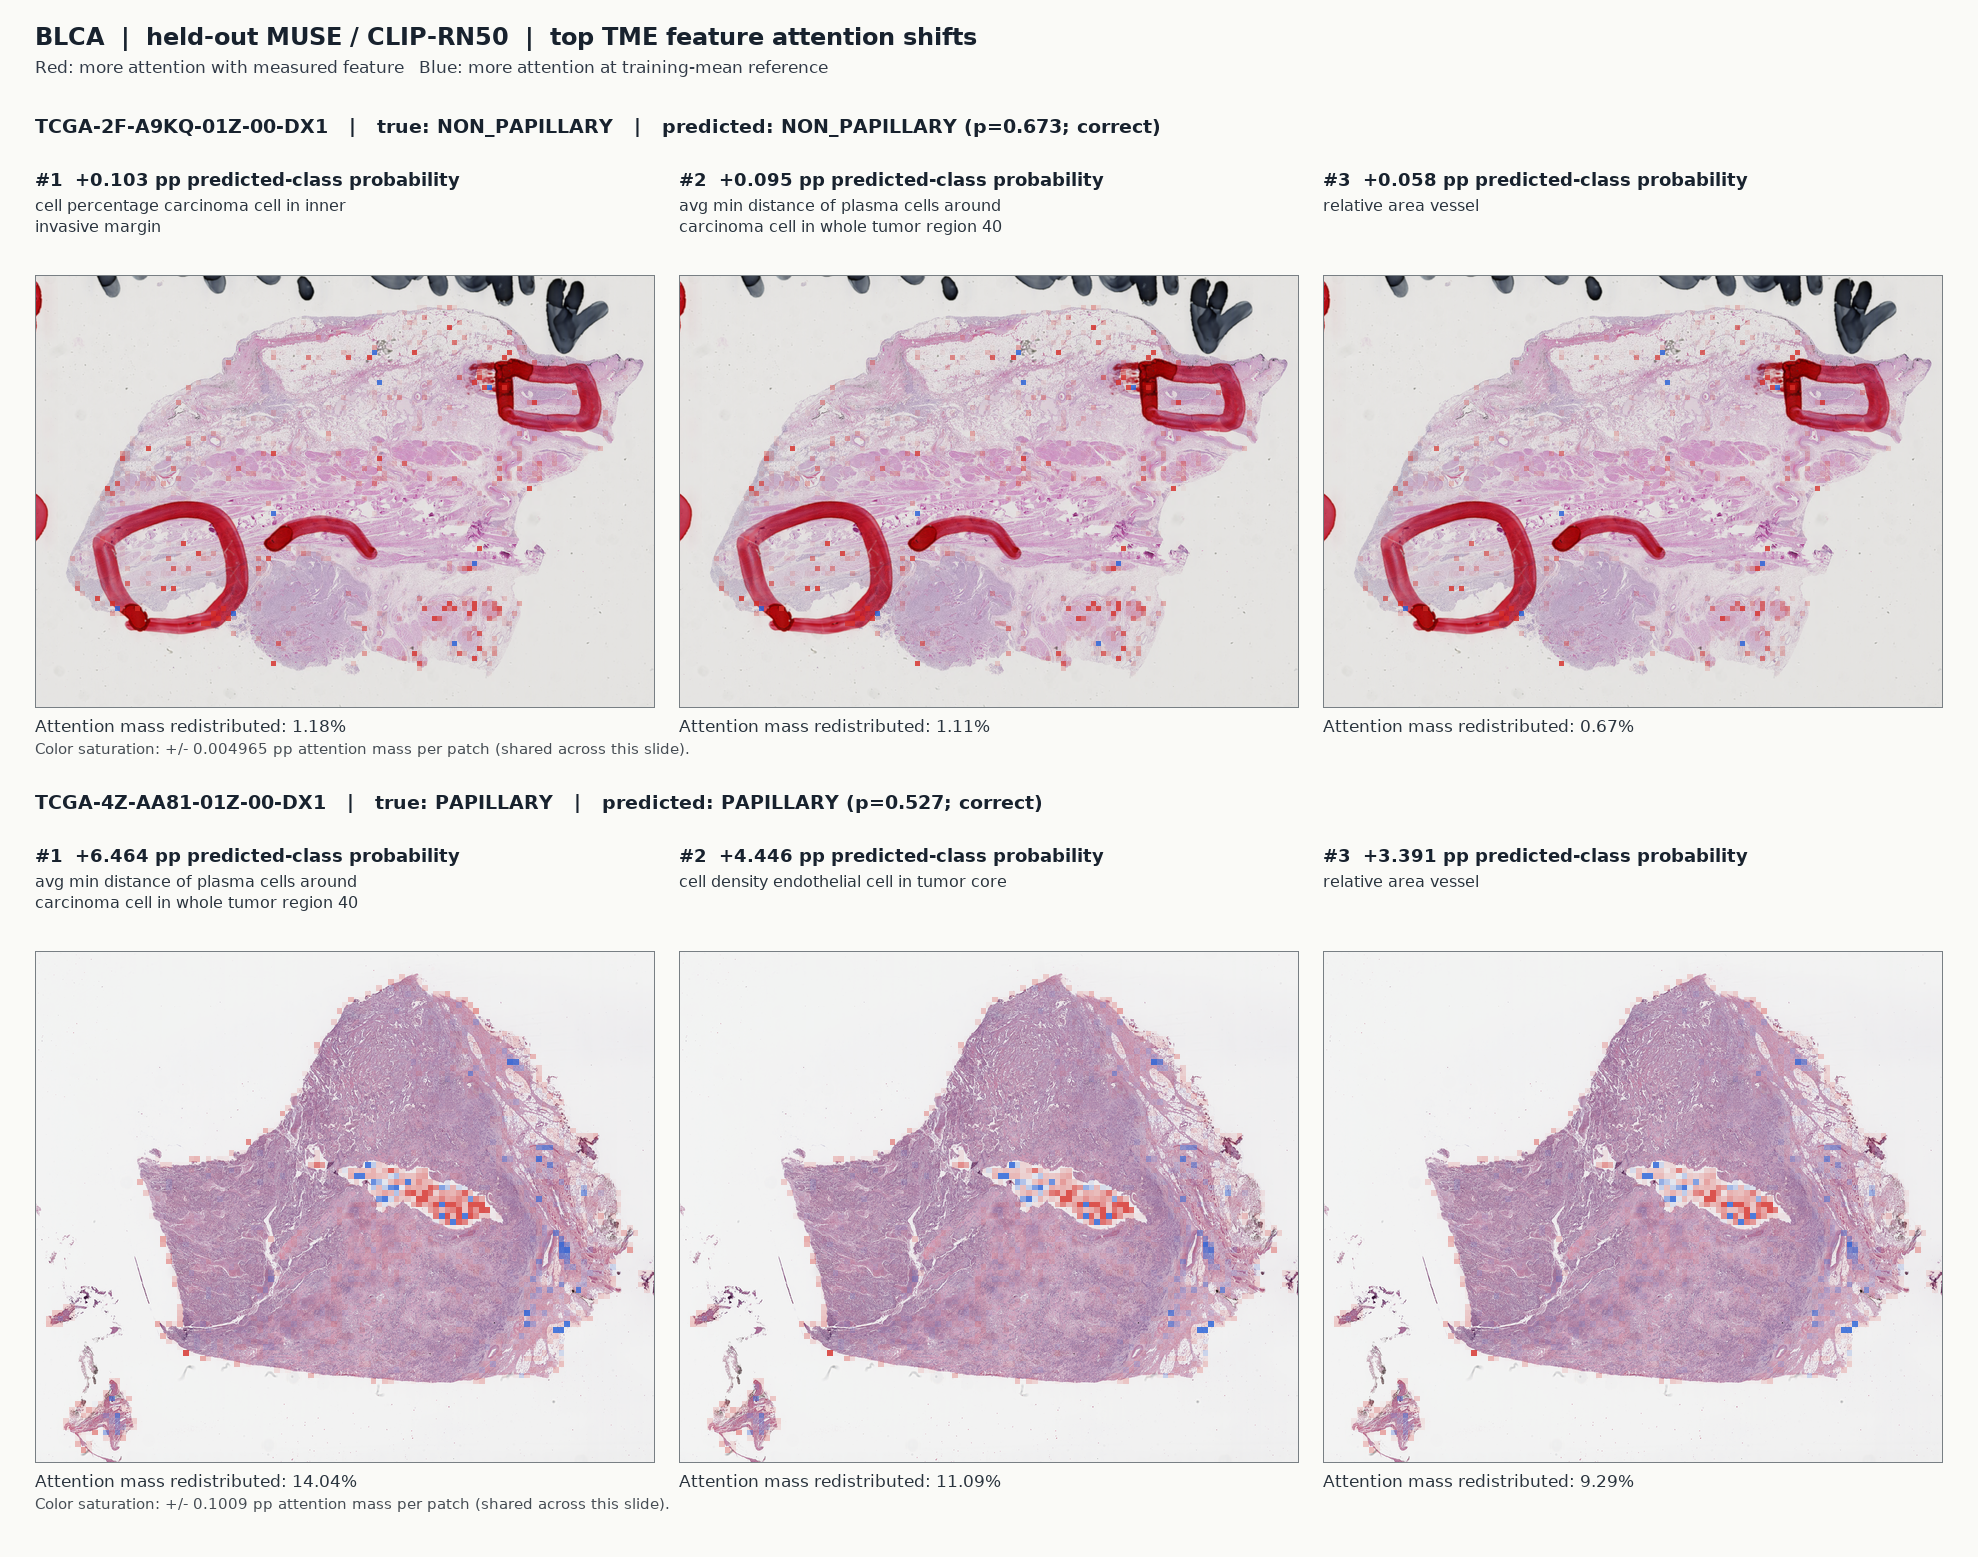 BLCA | held-out MUSE / CLIP-RN50 | top TME feature attention shifts
Red: more attention with measured feature Blue: more attention at training-mean reference
TCGA-2F-A9KQ-01Z-00-DX1 | true: NON_PAPILLARY | predicted: NON_PAPILLARY (p=0.673; correct)
#1 +0.103 pp predicted-class probability
cell percentage carcinoma cell in inner
invasive margin
#2 +0.095 pp predicted-class probability
avg min distance of plasma cells around
carcinoma cell in whole tumor region 40
#3 +0.058 pp predicted-class probability
relative area vessel
Attention mass redistributed: 1.18%
Attention mass redistributed: 1.11%
Attention mass redistributed: 0.67%
Color saturation: +/- 0.004965 pp attention mass per patch (shared across this slide).
TCGA-4Z-AA81-01Z-00-DX1 | true: PAPILLARY | predicted: PAPILLARY (p=0.527; correct)
#1 +6.464 pp predicted-class probability
avg min distance of plasma cells around
carcinoma cell in whole tumor region 40
#2 +4.446 pp predicted-class probability
cell density endothelial cell in tumor core
#3 +3.391 pp predicted-class probability
relative area vessel
Attention mass redistributed: 14.04%
Attention mass redistributed: 11.09%
Attention mass redistributed: 9.29%
Color saturation: +/- 0.1009 pp attention mass per patch (shared across this slide).